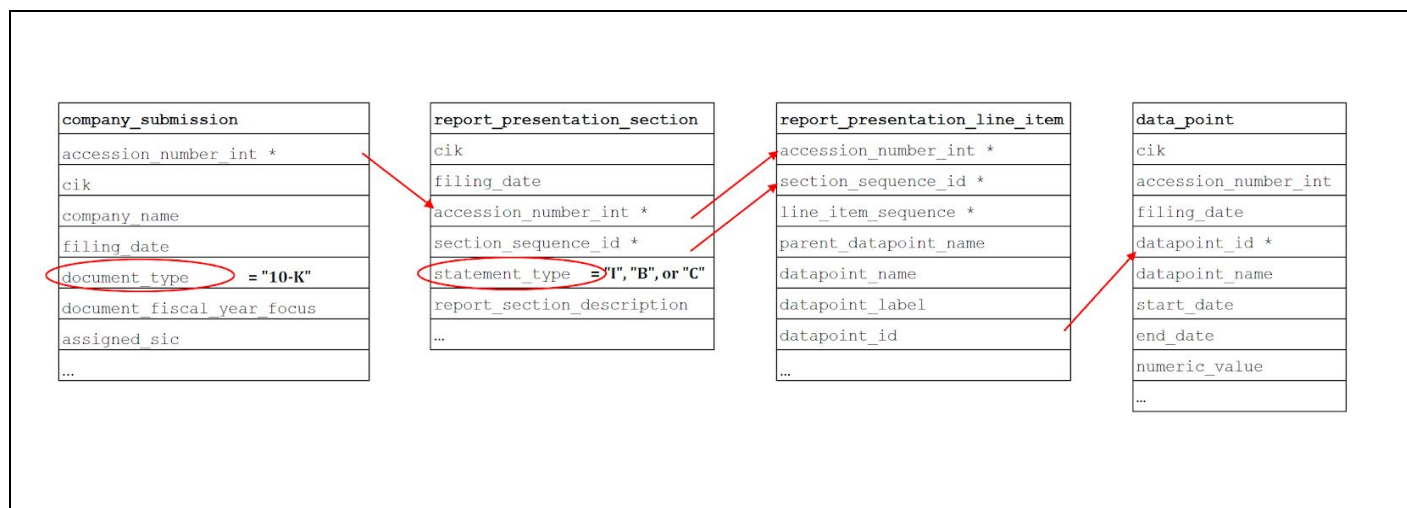 company_submission
accession_number_int *
cik
company_name
filing_date
document_type = "10-K"
document_fiscal_year_focus
assigned_sic
...
report_presentation_section
cik
filing_date
accession_number_int *
section_sequence_id *
statement_type = "I", "B", or "C"
report_section_description
...
report_presentation_line_item
accession_number_int *
section_sequence_id *
line_item_sequence *
parent_datapoint_name
datapoint_name
datapoint_label
datapoint_id
...
data_point
cik
accession_number_int
filing_date
datapoint_id *
datapoint_name
start_date
end_date
numeric_value
...